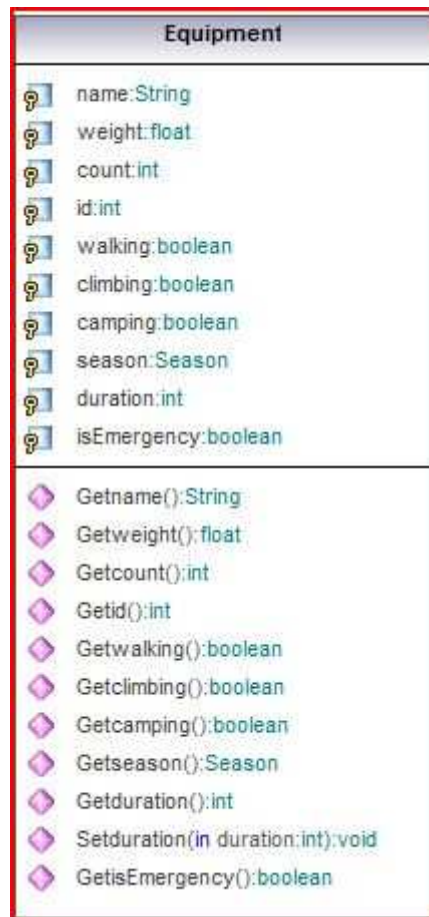 Equipment
name:String
weight:float
count:int
id:int
walking:boolean
climbing:boolean
camping:boolean
season:Season
duration:int
isEmergency:boolean
Getname():String
Getweight():float
Getcount():int
Getid():int
Getwalking():boolean
Getclimbing():boolean
Getcamping():boolean
Getseason():Season
Getduration():int
Setduration(in duration:int):void
GetisEmergency():boolean